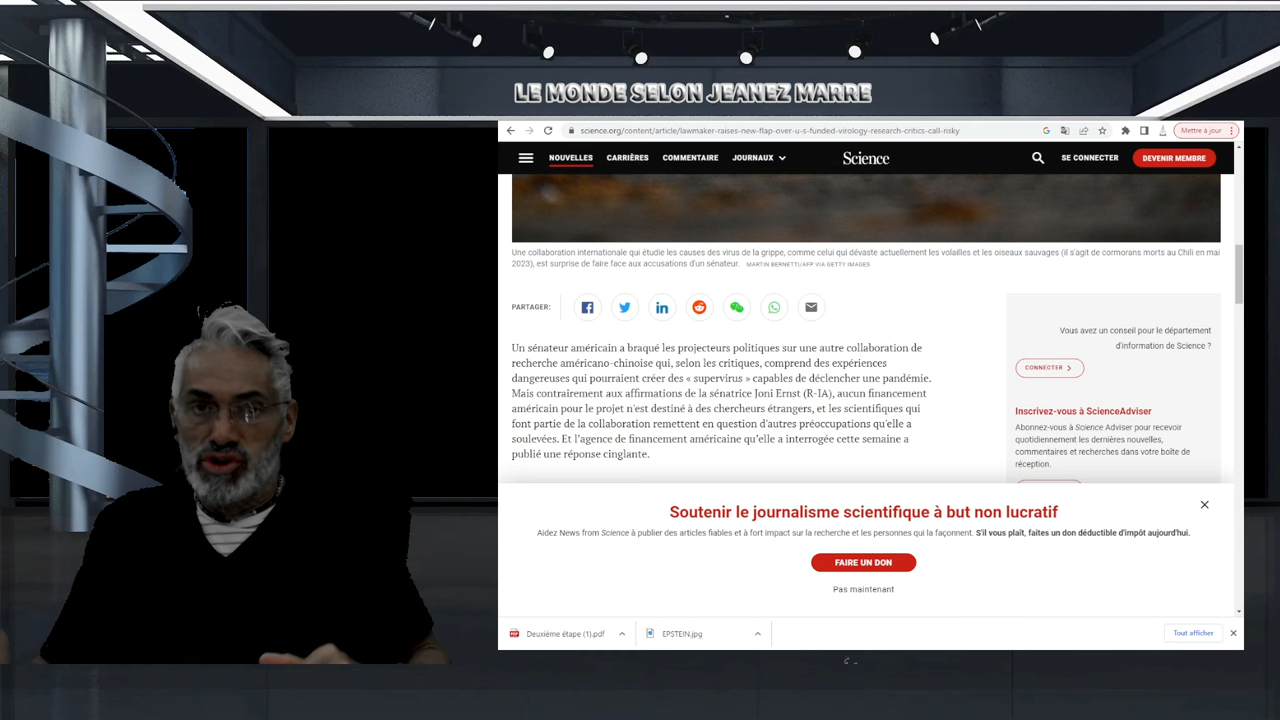 LE MONDE SELON JEANEZ MARRE
science.org/content/article/lawmaker-raises-new-flap-over-u-s-funded-virology-research-critics-call-risky
Mettre à jour
NOUVELLES CARRIÈRES COMMENTAIRE JOURNAUX Science SE CONNECTER DEVENIR MEMBRE
Une collaboration internationale qui étudie les causes des virus de la grippe, comme celui qui dévaste actuellement les volailles et les oiseaux sauvages (il s'agit de cormorans morts au Chili en mai
2023), est surprise de faire face aux accusations d'un sénateur. MARTIN BERNETTI/AFP VIA GETTY IMAGES
PARTAGER:
Un sénateur américain a braqué les projecteurs politiques sur une autre collaboration de
recherche américano-chinoise qui, selon les critiques, comprend des expériences
dangereuses qui pourraient créer des « supervirus » capables de déclencher une pandémie.
Mais contrairement aux affirmations de la sénatrice Joni Ernst (R-IA), aucun financement
américain pour le projet n'est destiné à des chercheurs étrangers, et les scientifiques qui
font partie de la collaboration remettent en question d'autres préoccupations qu'elle a
soulevées. Et l'agence de financement américaine qu'elle a interrogée cette semaine a
publié une réponse cinglante.
Vous avez un conseil pour le département
d'information de Science ?
CONNECTER
Inscrivez-vous à ScienceAdviser
Abonnez-vous à Science Adviser pour recevoir
quotidiennement les dernières nouvelles,
commentaires et recherches dans votre boîte de
réception.
Soutenir le journalisme scientifique à but non lucratif
Aidez News from Science à publier des articles fiables et à fort impact sur la recherche et les personnes qui la façonnent. S'il vous plaît, faites un don déductible d'impôt aujourd'hui.
FAIRE UN DON
Pas maintenant
Deuxième étape (1).pdf EPSTEIN.jpg Tout afficher